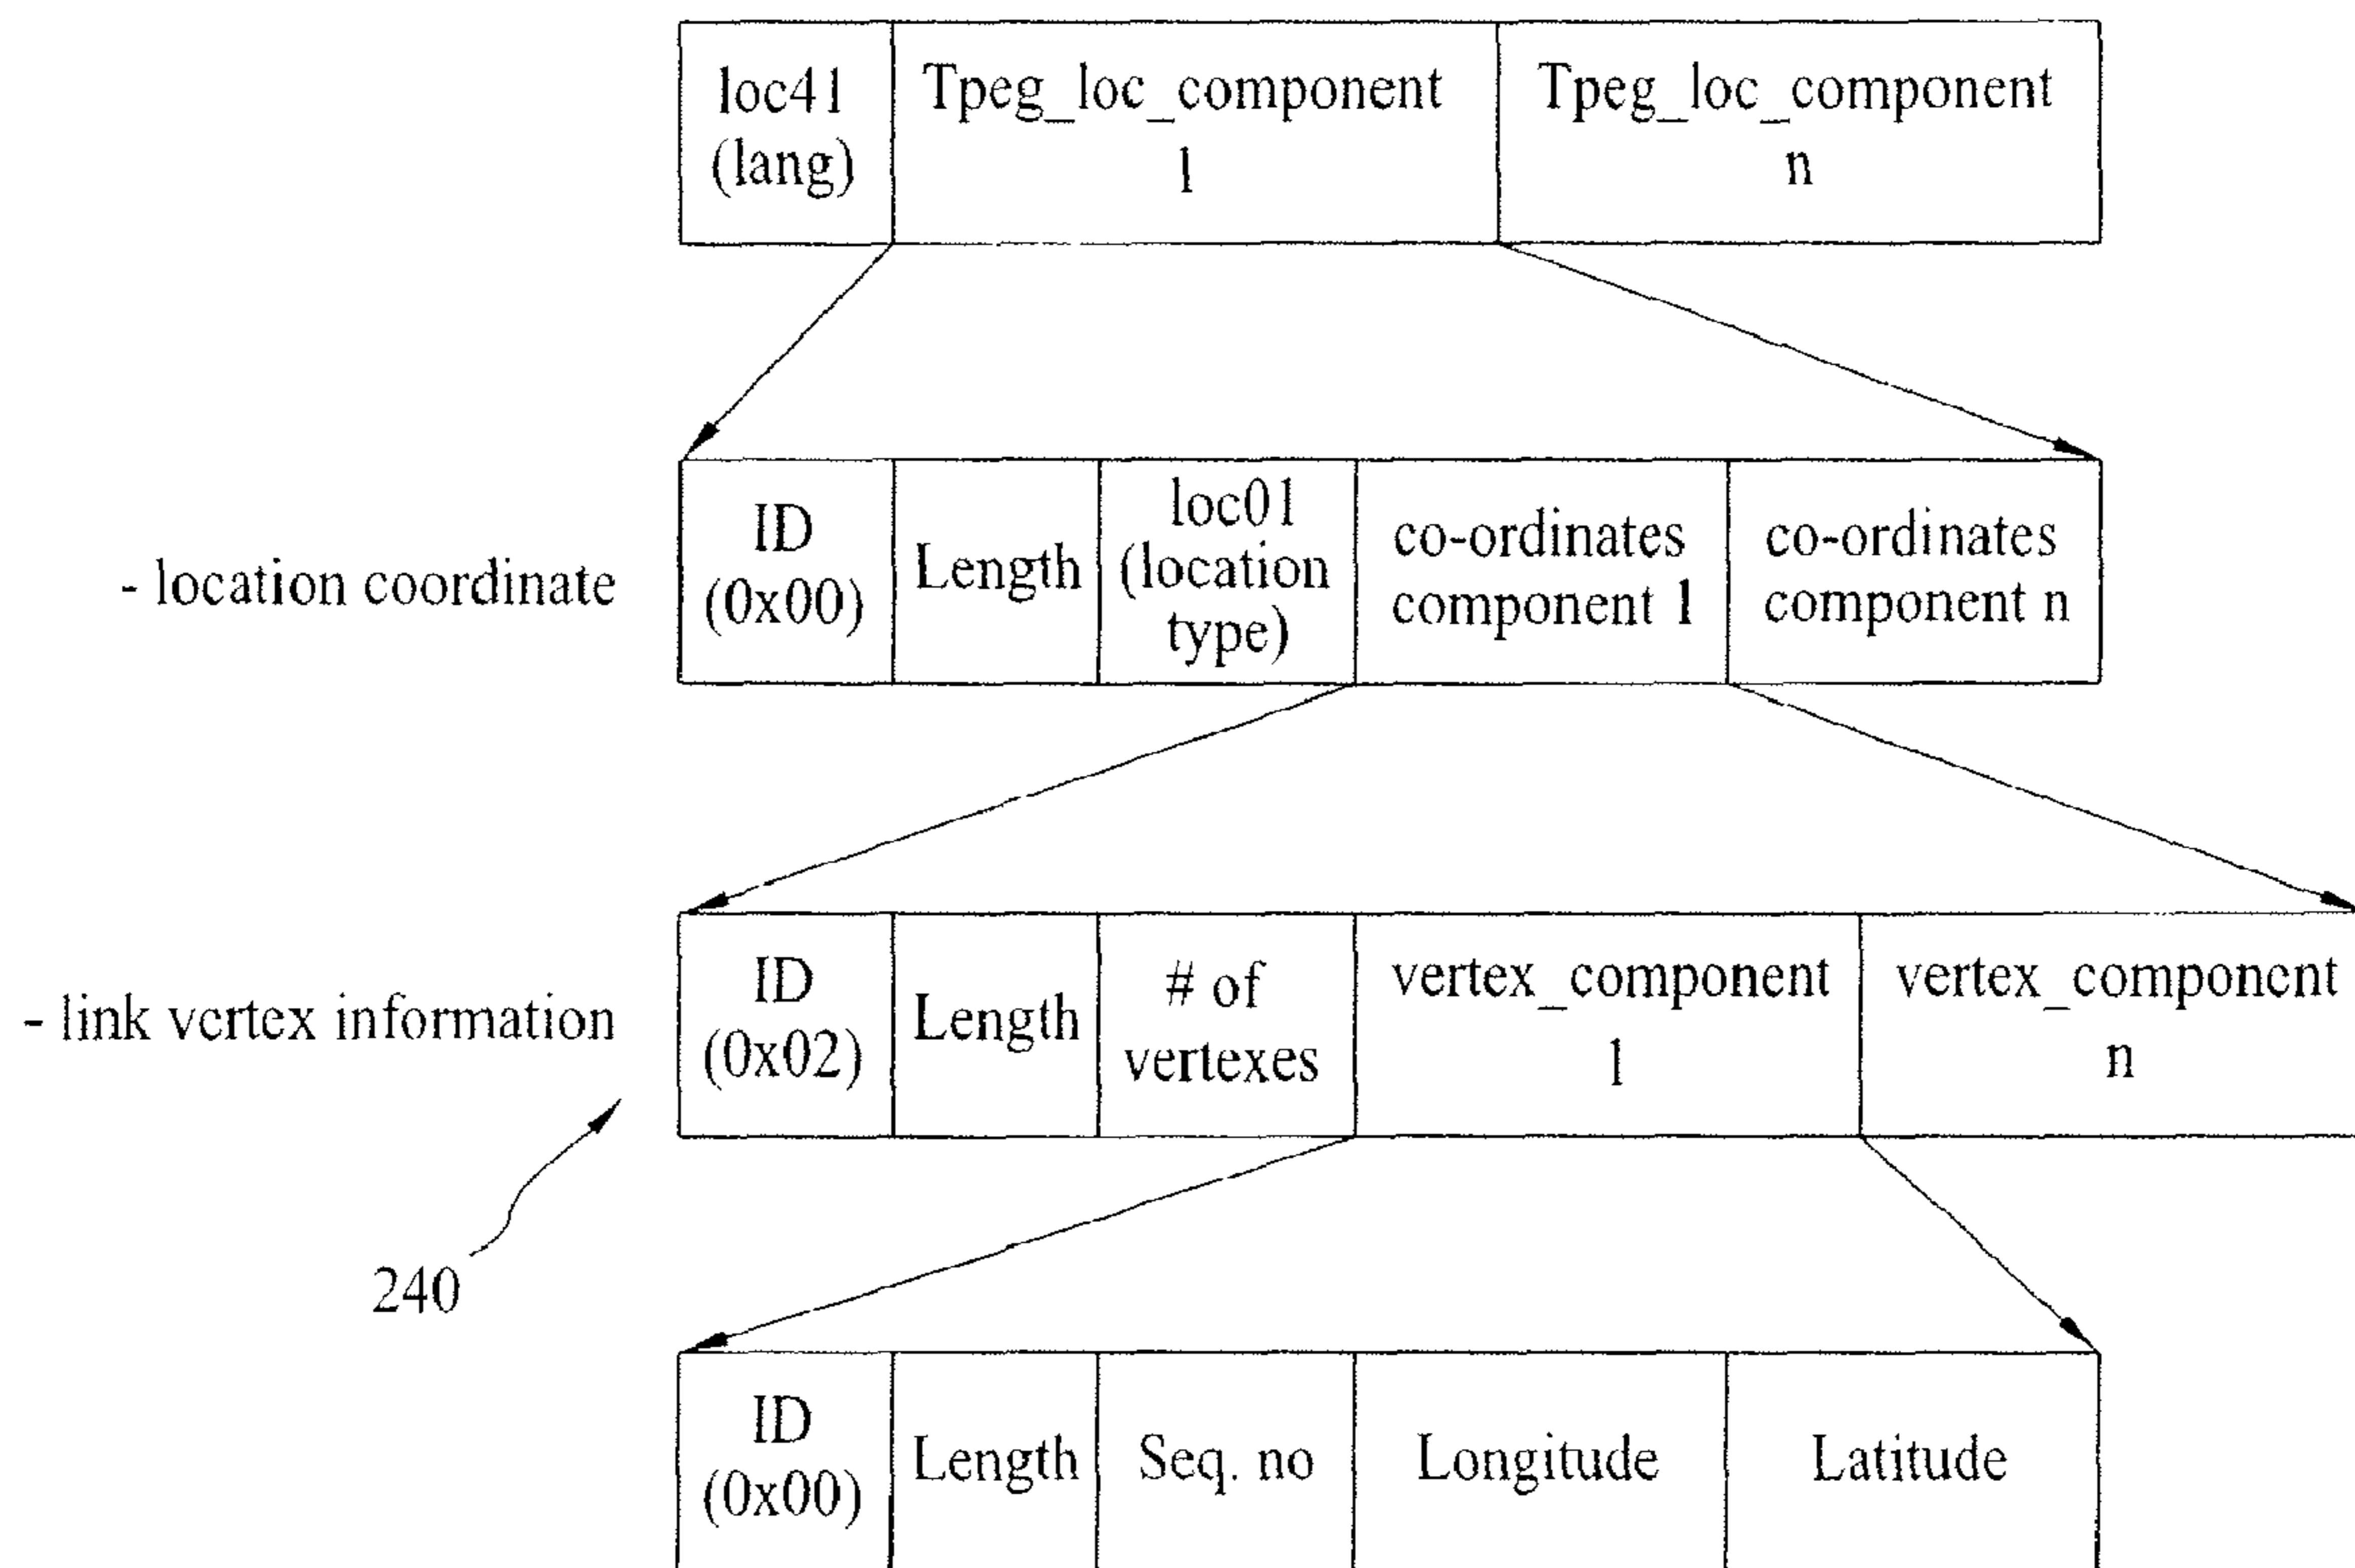 loc41
(lang)
Tpeg_loc_component
1
Tpeg_loc_component
n
- location coordinate
ID
(0x00)
Length
loc01
(location
type)
co-ordinates
component 1
co-ordinates
component n
- link vertex information
ID
(0x02)
Length
# of
vertexes
vertex_component
1
vertex_component
n
240
ID
(0x00)
Length
Seq. no
Longitude
Latitude